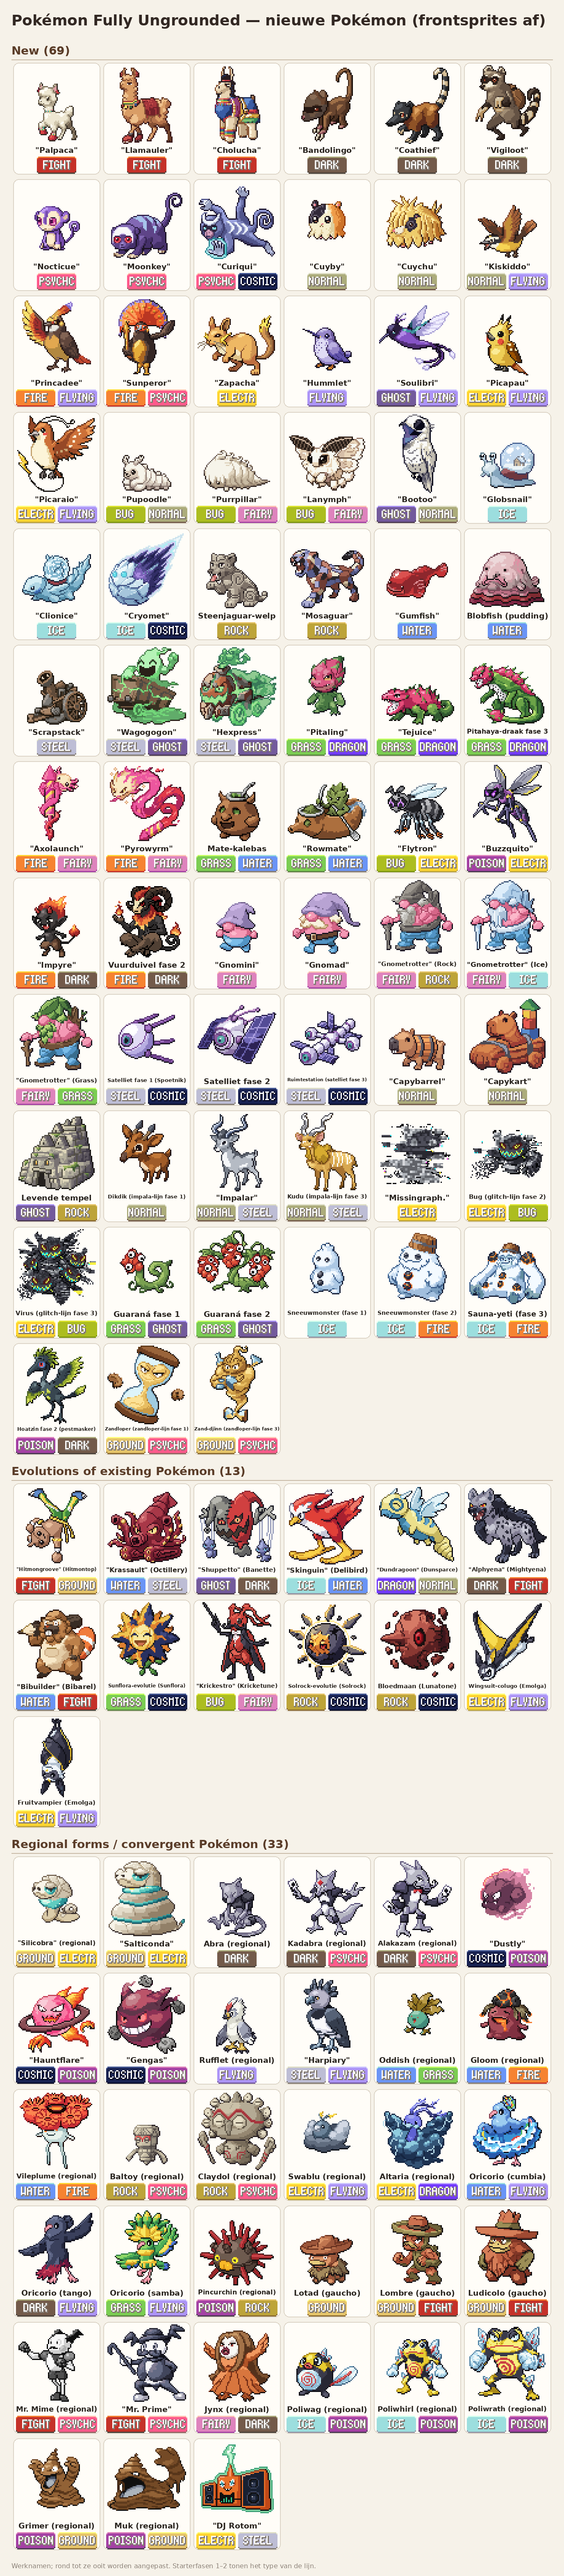 Pokémon Fully Ungrounded — nieuwe Pokémon (frontsprites af)
New (69)
"Palpaca" "Llamauler" "Cholucha" "Bandolingo" "Coathief" "Vigiloot"
FIGHT FIGHT FIGHT DARK DARK DARK
"Nocticue" "Moonkey" "Curiqui" "Cuyby" "Cuychu" "Kiskiddo"
PSYCHC PSYCHC PSYCHC COSMIC NORMAL NORMAL NORMAL FLYING
"Princadee" "Sunperor" "Zapacha" "Hummlet" "Soulibri" "Picapau"
FIRE FLYING FIRE PSYCHC ELECTR FLYING GHOST FLYING ELECTR FLYING
"Picaraio" "Pupoodle" "Purrpillar" "Lanymph" "Bootoo" "Globsnail"
ELECTR FLYING BUG NORMAL BUG FAIRY BUG FAIRY GHOST NORMAL ICE
"Clionice" "Cryomet" Steenjaguar-welp "Mosaguar" "Gumfish" Blobfish (pudding)
ICE ICE COSMIC ROCK ROCK WATER WATER
"Scrapstack" "Wagogogon" "Hexpress" "Pitaling" "Tejuice" Pitahaya-draak fase 3
STEEL STEEL GHOST STEEL GHOST GRASS DRAGON GRASS DRAGON GRASS DRAGON
"Axolaunch" "Pyrowyrm" Mate-kalebas "Rowmate" "Flytron" "Buzzquito"
FIRE FAIRY FIRE FAIRY GRASS WATER GRASS WATER BUG ELECTR POISON ELECTR
"Impyre" Vuurduivel fase 2 "Gnomini" "Gnomad" "Gnometrotter" (Rock) "Gnometrotter" (Ice)
FIRE DARK FIRE DARK FAIRY FAIRY FAIRY ROCK FAIRY ICE
"Gnometrotter" (Grass) Satelliet fase 1 (Spoetnik) Satelliet fase 2 Ruimtestation (satelliet fase 3) "Capybarrel" "Capykart"
FAIRY GRASS STEEL COSMIC STEEL COSMIC STEEL COSMIC NORMAL NORMAL
Levende tempel Dikdik (impala-lijn fase 1) "Impalar" Kudu (impala-lijn fase 3) "Missingraph." Bug (glitch-lijn fase 2)
GHOST ROCK NORMAL NORMAL STEEL NORMAL STEEL ELECTR ELECTR BUG
Virus (glitch-lijn fase 3) Guaraná fase 1 Guaraná fase 2 Sneeuwmonster (fase 1) Sneeuwmonster (fase 2) Sauna-yeti (fase 3)
ELECTR BUG GRASS GHOST GRASS GHOST ICE ICE FIRE ICE FIRE
Hoatzin fase 2 (pestmasker) Zandloper (zandloper-lijn fase 1) Zand-djinn (zandloper-lijn fase 3)
POISON DARK GROUND PSYCHC GROUND PSYCHC
Evolutions of existing Pokémon (13)
"Hitmongroove" (Hitmontop) "Krassault" (Octillery) "Shuppetto" (Banette) "Skinguin" (Delibird) "Dundragoon" (Dunsparce) "Alphyena" (Mightyena)
FIGHT GROUND WATER STEEL GHOST DARK ICE WATER DRAGON NORMAL DARK FIGHT
"Bibuilder" (Bibarel) Sunflora-evolutie (Sunflora) "Krickestro" (Kricketune) Solrock-evolutie (Solrock) Bloedmaan (Lunatone) Wingsuit-colugo (Emolga)
WATER FIGHT GRASS COSMIC BUG FAIRY ROCK COSMIC ROCK COSMIC ELECTR FLYING
Fruitvampier (Emolga)
ELECTR FLYING
Regional forms / convergent Pokémon (33)
"Silicobra" (regional) "Salticonda" Abra (regional) Kadabra (regional) Alakazam (regional) "Dustly"
GROUND ELECTR GROUND ELECTR DARK DARK PSYCHC DARK PSYCHC COSMIC POISON
"Hauntflare" "Gengas" Rufflet (regional) "Harpiary" Oddish (regional) Gloom (regional)
COSMIC POISON COSMIC POISON FLYING STEEL FLYING WATER GRASS WATER FIRE
Vileplume (regional) Baltoy (regional) Claydol (regional) Swablu (regional) Altaria (regional) Oricorio (cumbia)
WATER FIRE ROCK PSYCHC ROCK PSYCHC ELECTR FLYING ELECTR DRAGON WATER FLYING
Oricorio (tango) Oricorio (samba) Pincurchin (regional) Lotad (gaucho) Lombre (gaucho) Ludicolo (gaucho)
DARK FLYING GRASS FLYING POISON ROCK GROUND GROUND FIGHT GROUND FIGHT
Mr. Mime (regional) "Mr. Prime" Jynx (regional) Poliwag (regional) Poliwhirl (regional) Poliwrath (regional)
FIGHT PSYCHC FIGHT PSYCHC FAIRY DARK ICE POISON ICE POISON ICE POISON
Grimer (regional) Muk (regional) "DJ Rotom"
POISON GROUND POISON GROUND ELECTR STEEL
Werknamen; rond tot ze ooit worden aangepast. Starterfasen 1–2 tonen het type van de lijn.